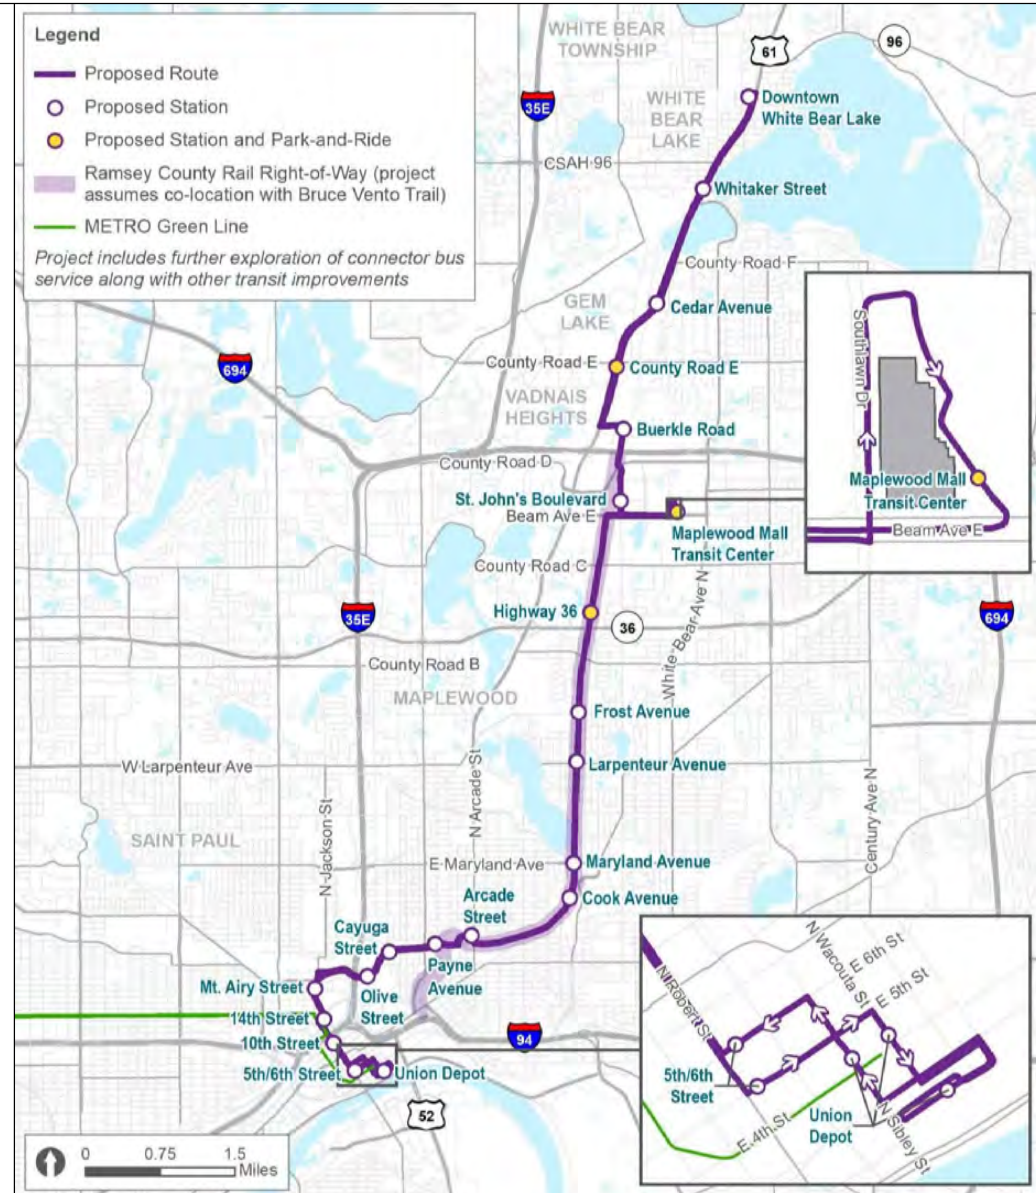 Legend
Proposed Route
Proposed Station
Proposed Station and Park-and-Ride
Ramsey County Rail Right-of-Way (project
assumes co-location with Bruce Vento Trail)
METRO Green Line
Project includes further exploration of connector bus
service along with other transit improvements
WHITE BEAR
TOWNSHIP
61
96
35E
WHITE
BEAR
LAKE
Downtown
White Bear Lake
CSAH 96
Whitaker Street
County Road F
GEM
LAKE
Cedar Avenue
694
County Road E
County Road E
VADNAIS
HEIGHTS
Buerkle Road
County Road D
St. John's Boulevard
Beam Ave E
Maplewood Mall
Transit Center
County Road C
Southlawn Dr
Maplewood Mall
Transit Center
Beam Ave E
35E
Highway 36
36
White Bear Ave N
694
County Road B
MAPLEWOOD
Frost Avenue
W Larpenteur Ave
Larpenteur Avenue
N Jackson St
N Arcade St
Century Ave N
SAINT PAUL
E Maryland Ave
Maryland Avenue
Cook Avenue
Arcade
Street
Cayuga
Street
Payne
Avenue
Mt. Airy Street
Olive
Street
14th Street
10th Street
94
5th/6th Street
Union Depot
52
N Robert St
N Wacouta St
E 6th St
E 5th St
5th/6th
Street
Union
Depot
E 4th St
N Sibley St
0
0.75
1.5
Miles